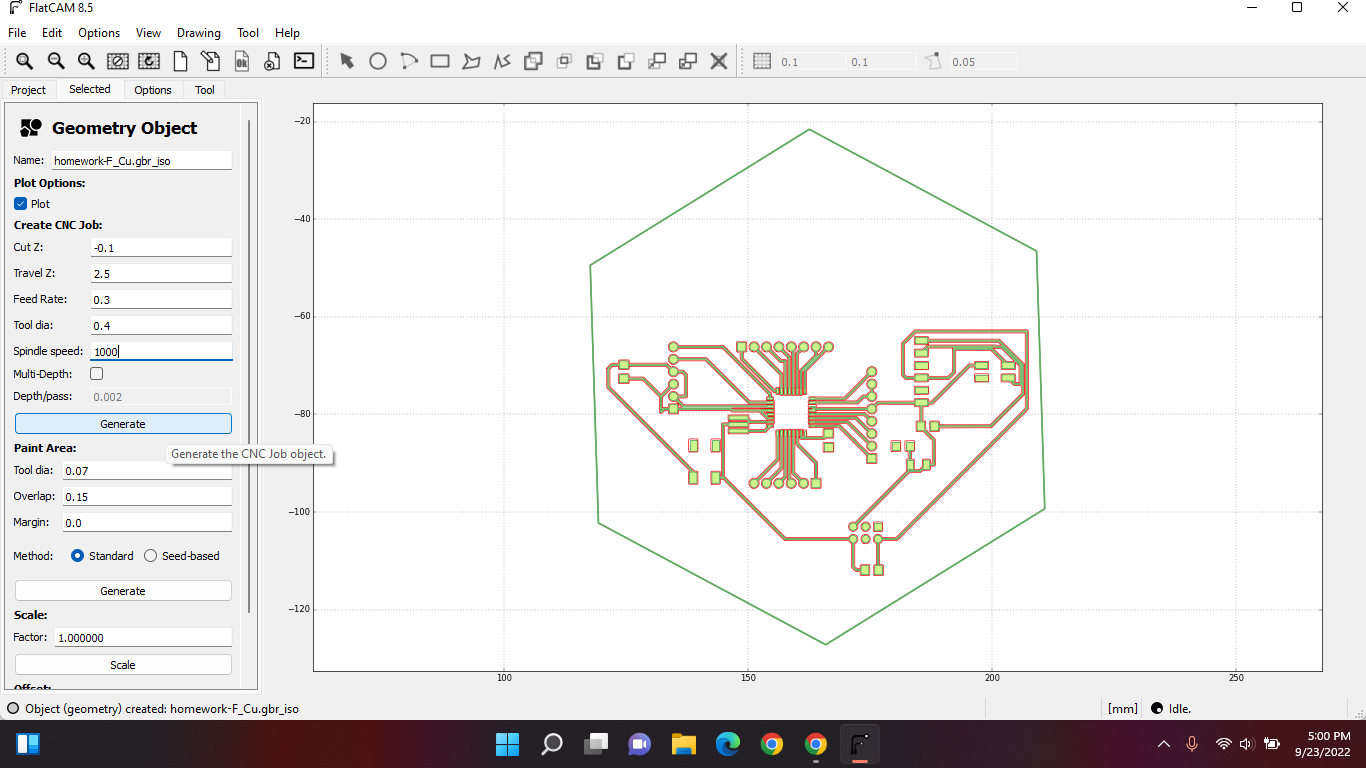 FlatCAM 8.5
File Edit Options View Drawing Tool Help
0.1 0.1 0.05
Project Selected Options Tool
Geometry Object
Name: homework-F_Cu.gbr_iso
Plot Options:
Plot
Create CNC Job:
Cut Z: -0.1
Travel Z: 2.5
Feed Rate: 0.3
Tool dia: 0.4
Spindle speed: 1000
Multi-Depth:
Depth/pass: 0.002
Generate
Generate the CNC Job object.
Paint Area:
Tool dia: 0.07
Overlap: 0.15
Margin: 0.0
Method: Standard Seed-based
Generate
Scale:
Factor: 1.000000
Scale
Offset:
−20
−40
−60
−80
−100
−120
100 150 200 250
Object (geometry) created: homework-F_Cu.gbr_iso [mm] Idle.
5:00 PM
9/23/2022